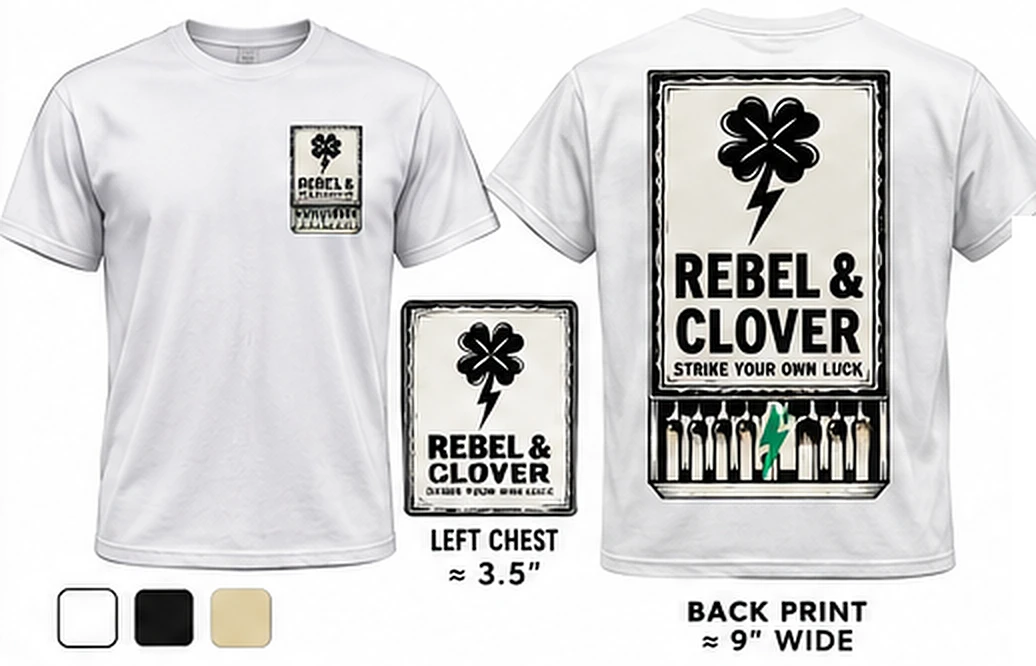 REBEL &
REBEL &
CLOVER
LEFT CHEST
≈ 3.5"
REBEL &
CLOVER
STRIKE YOUR OWN LUCK
BACK PRINT
≈ 9" WIDE